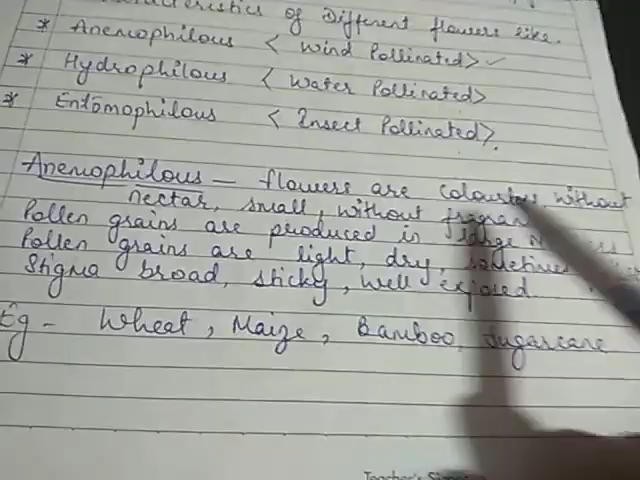 Characteristics of Different flowers like.
* Anemophilous < Wind Pollinated> ✓
* Hydrophilous < Water Pollinated>
* Entomophilous < Insect Pollinated>.
Anemophilous – flowers are colourless without
nectar, small, without
Pollen grains are produced in large
Pollen grains are light, dry, sometimes
Stigma broad, sticky, well exposed.
Eg – Wheat, Maize, Bamboo, Sugarcane
Teacher's